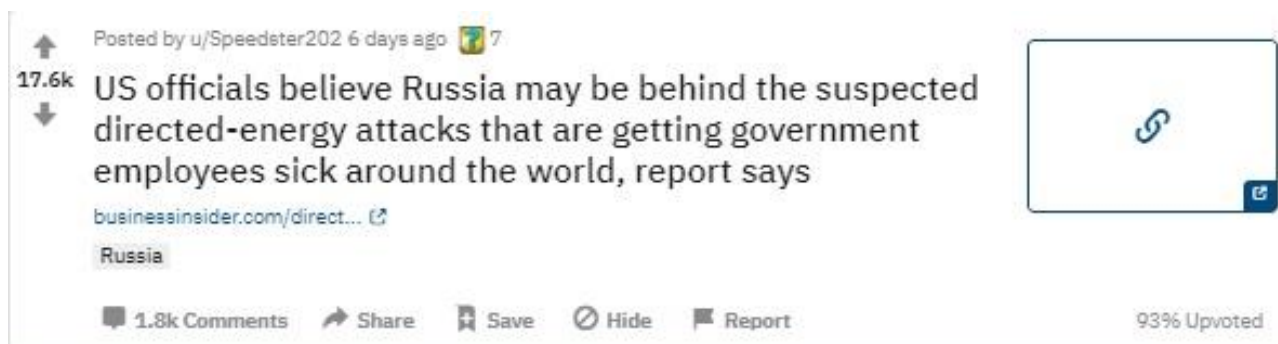 Posted by u/Speedster202 6 days ago 7
17.6k
US officials believe Russia may be behind the suspected
directed-energy attacks that are getting government
employees sick around the world, report says
businessinsider.com/direct...
Russia
1.8k Comments Share Save Hide Report
93% Upvoted